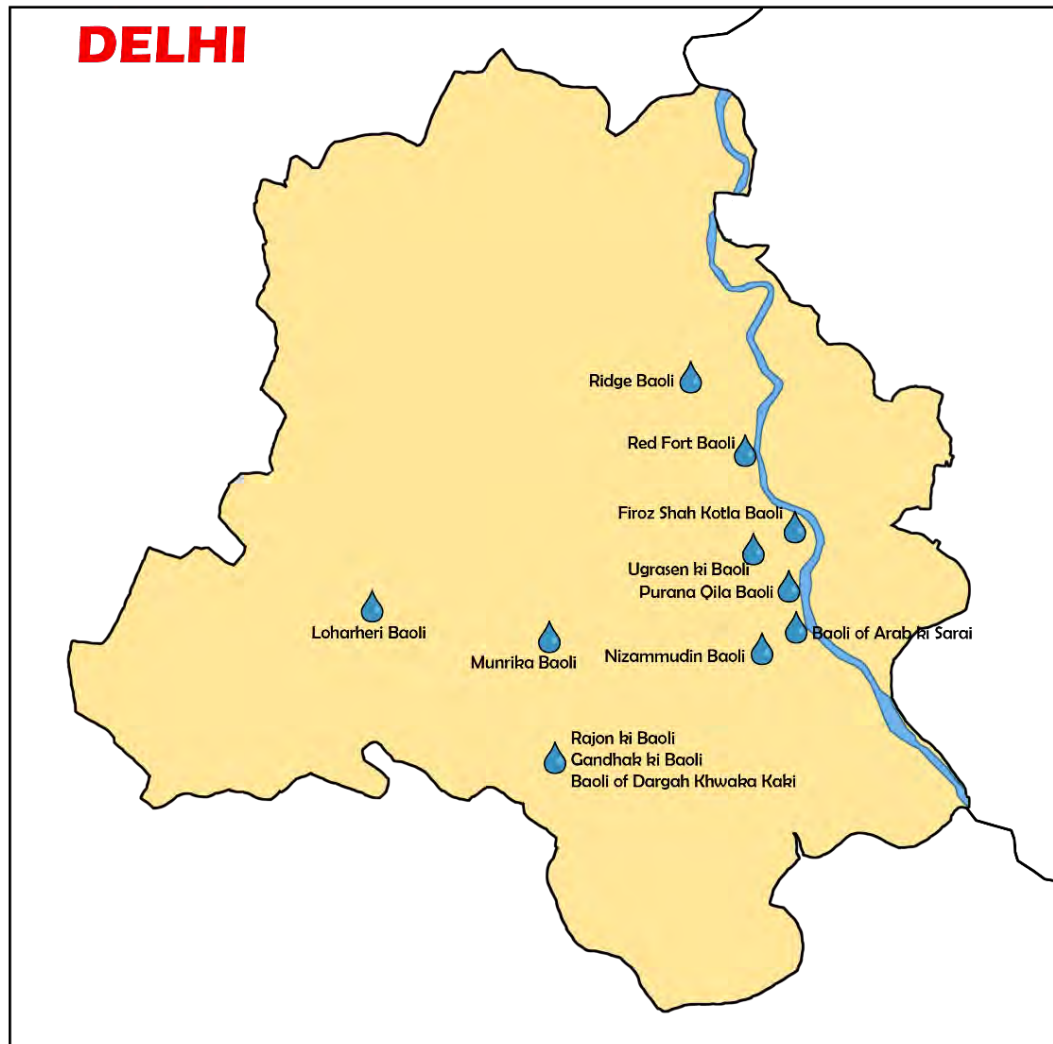 DELHI
Ridge Baoli
Red Fort Baoli
Firoz Shah Kotla Baoli
Ugrasen ki Baoli
Purana Qila Baoli
Loharheri Baoli
Baoli of Arab ki Sarai
Munrika Baoli
Nizammudin Baoli
Rajon ki Baoli
Gandhak ki Baoli
Baoli of Dargah Khwaka Kaki